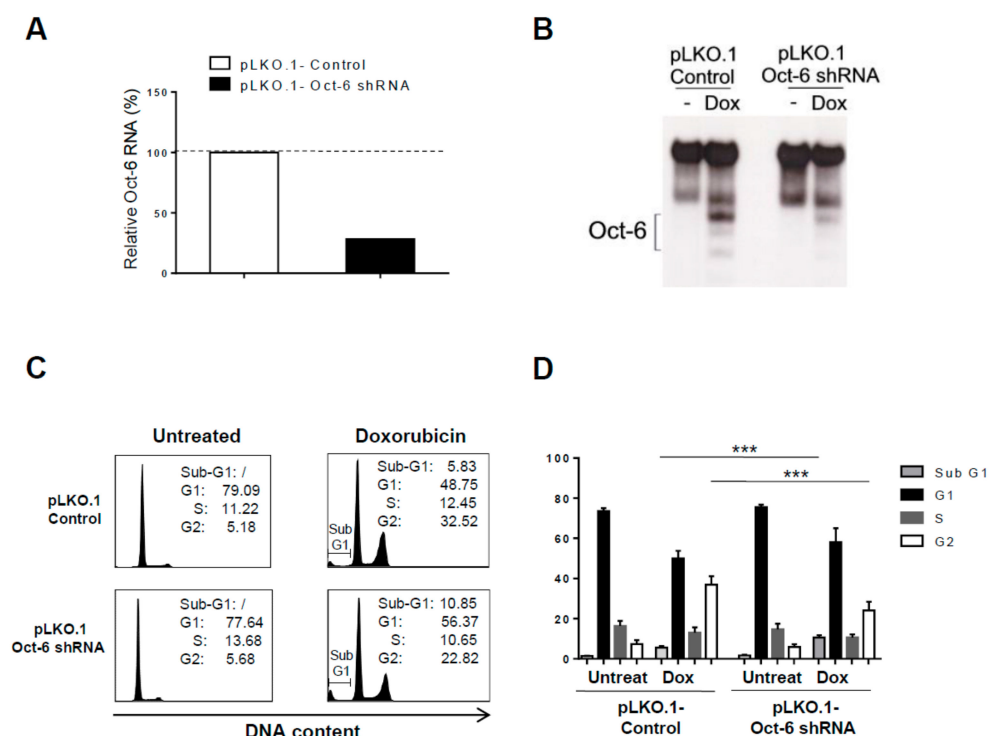 A
pLKO.1- Control
pLKO.1- Oct-6 shRNA
Relative Oct-6 RNA (%)
150
100
50
0
B
pLKO.1
Control
pLKO.1
Oct-6 shRNA
- Dox - Dox
Oct-6
C
Untreated Doxorubicin
pLKO.1
Control
Sub-G1: /
G1: 79.09
S: 11.22
G2: 5.18
Sub-G1: 5.83
G1: 48.75
S: 12.45
G2: 32.52
Sub
G1
pLKO.1
Oct-6 shRNA
Sub-G1: /
G1: 77.64
S: 13.68
G2: 5.68
Sub-G1: 10.85
G1: 56.37
S: 10.65
G2: 22.82
Sub
G1
DNA content
D
***
***
100
80
60
40
20
0
Sub G1
G1
S
G2
Untreat Dox Untreat Dox
pLKO.1-
Control
pLKO.1-
Oct-6 shRNA